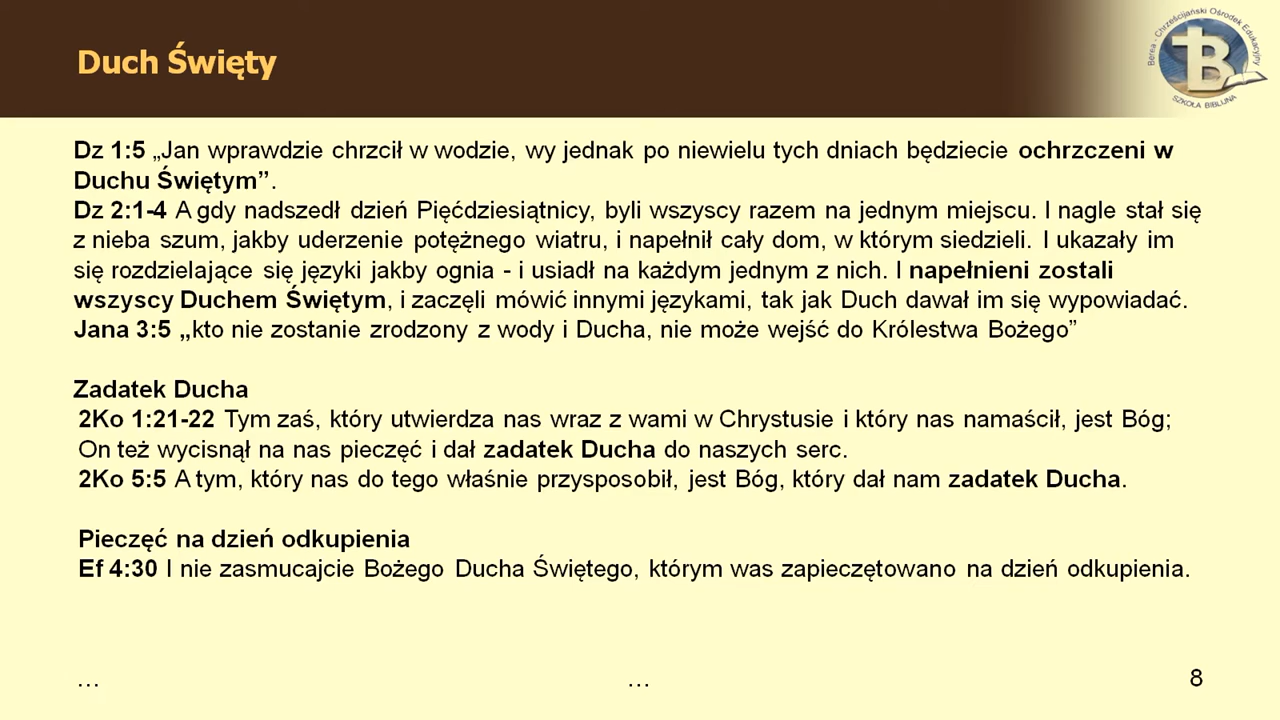 Duch Święty
Berea - Chrześcijański Ośrodek Edukacyjny
B
SZKOŁA BIBLIJNA
Dz 1:5 „Jan wprawdzie chrzcił w wodzie, wy jednak po niewielu tych dniach będziecie ochrzczeni w
Duchu Świętym”.
Dz 2:1-4 A gdy nadszedł dzień Pięćdziesiątnicy, byli wszyscy razem na jednym miejscu. I nagle stał się
z nieba szum, jakby uderzenie potężnego wiatru, i napełnił cały dom, w którym siedzieli. I ukazały im
się rozdzielające się języki jakby ognia - i usiadł na każdym jednym z nich. I napełnieni zostali
wszyscy Duchem Świętym, i zaczęli mówić innymi językami, tak jak Duch dawał im się wypowiadać.
Jana 3:5 „kto nie zostanie zrodzony z wody i Ducha, nie może wejść do Królestwa Bożego”
Zadatek Ducha
2Ko 1:21-22 Tym zaś, który utwierdza nas wraz z wami w Chrystusie i który nas namaścił, jest Bóg;
On też wycisnął na nas pieczęć i dał zadatek Ducha do naszych serc.
2Ko 5:5 A tym, który nas do tego właśnie przysposobił, jest Bóg, który dał nam zadatek Ducha.
Pieczęć na dzień odkupienia
Ef 4:30 I nie zasmucajcie Bożego Ducha Świętego, którym was zapieczętowano na dzień odkupienia.
… … 8